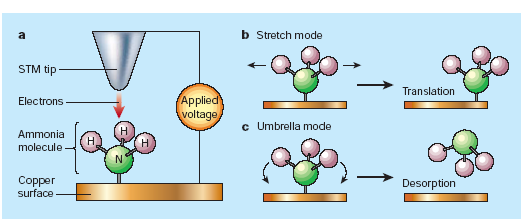 a
STM tip
Electrons
Ammonia
molecule
Copper
surface
Applied
voltage
H
H
H
N
b Stretch mode
Translation
c Umbrella mode
Desorption